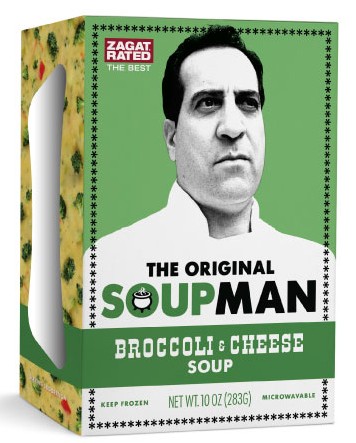 ZAGAT
RATED
THE BEST
THE ORIGINAL
SOUPMAN
BROCCOLI & CHEESE
SOUP
KEEP FROZEN
NET WT. 10 OZ (283G)
MICROWAVABLE